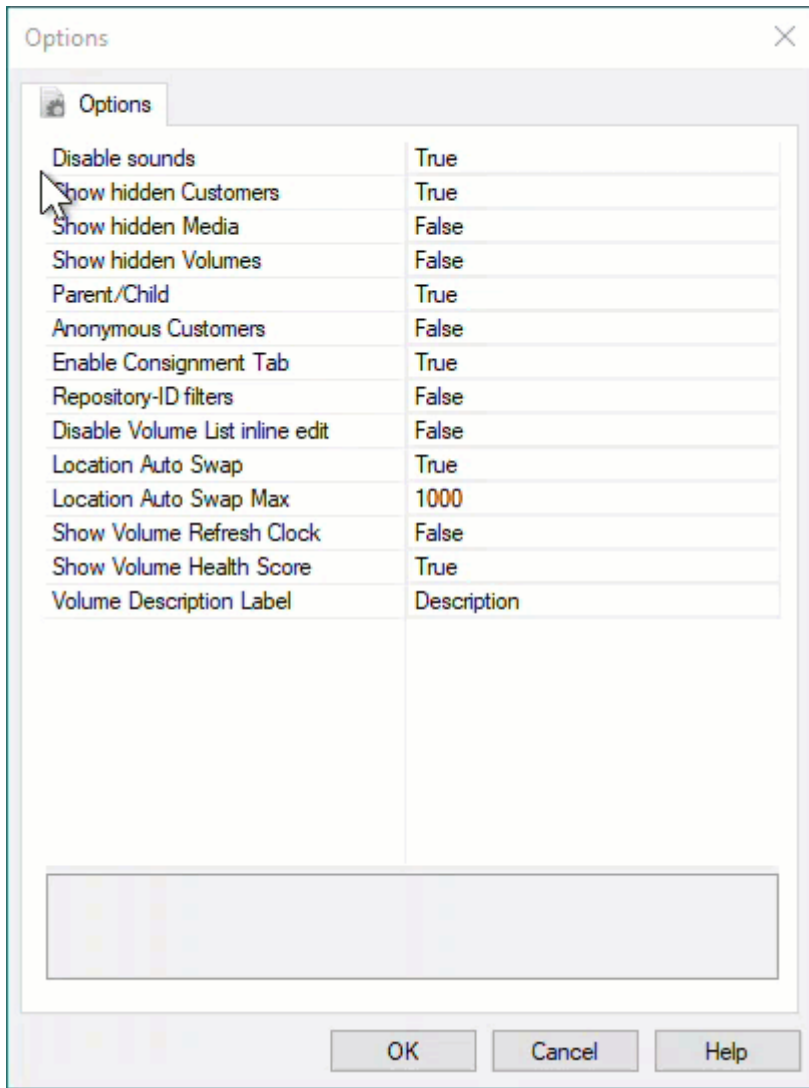 Options
Options
Disable sounds True
Show hidden Customers True
Show hidden Media False
Show hidden Volumes False
Parent/Child True
Anonymous Customers False
Enable Consignment Tab True
Repository-ID filters False
Disable Volume List inline edit False
Location Auto Swap True
Location Auto Swap Max 1000
Show Volume Refresh Clock False
Show Volume Health Score True
Volume Description Label Description
OK Cancel Help